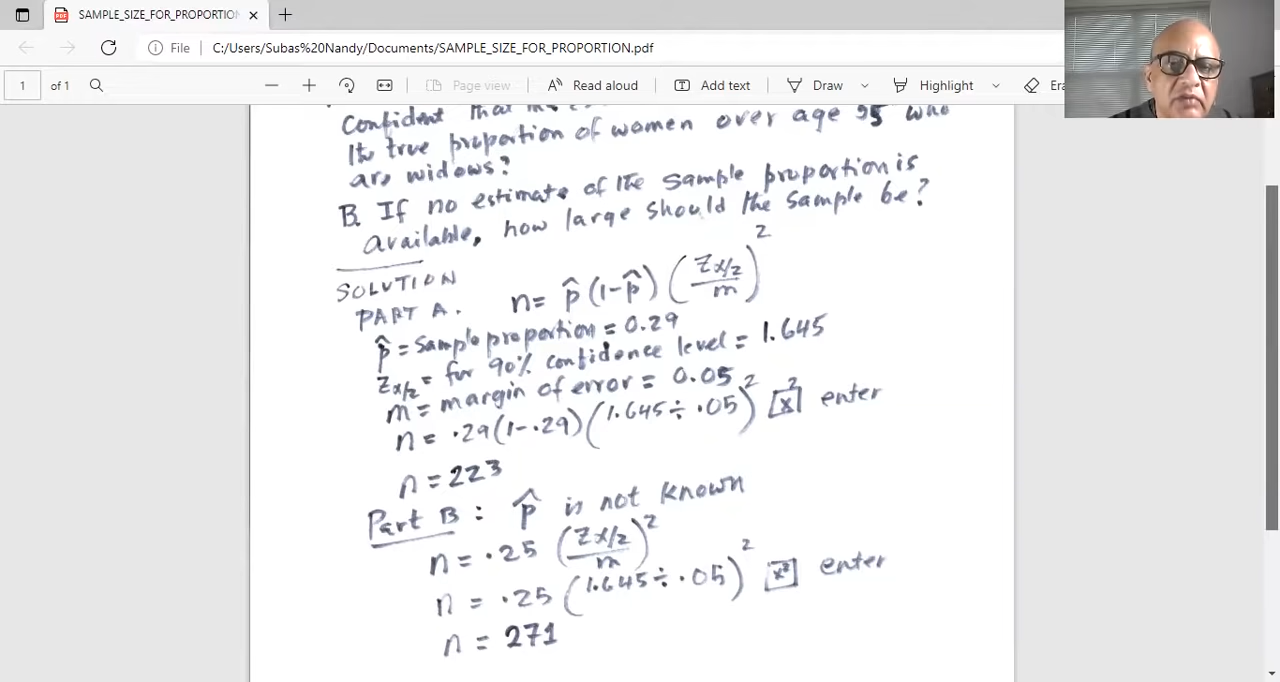 SAMPLE_SIZE_FOR_PROPORTION
File C:/Users/Subas%20Nandy/Documents/SAMPLE_SIZE_FOR_PROPORTION.pdf
1 of 1 Page view Read aloud Add text Draw Highlight Era
Confident that
the true proportion of women over age 55 who
are widows?
B. If no estimate of the sample proportion is
available, how large should the sample be?
SOLUTION
PART A. n= p̂ (1-p̂) (Zα/2 / m)²
p̂ = sample proportion = 0.29
Zα/2 = for 90% confidence level = 1.645
m = margin of error = 0.05
n = .29(1-.29)(1.645÷.05)² [x²] enter
n = 223
Part B : p̂ is not known
n = .25 (Zα/2 / m)²
n = .25 (1.645÷.05)² [x²] enter
n = 271